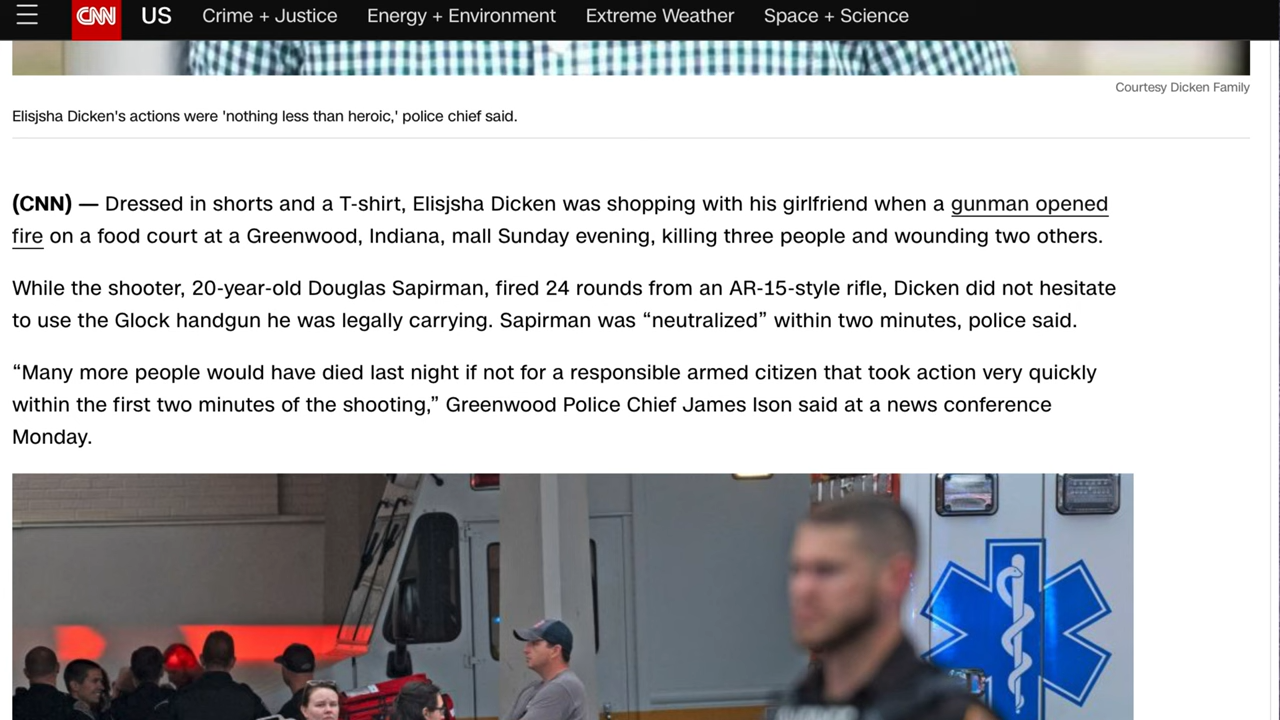 CNN US Crime + Justice Energy + Environment Extreme Weather Space + Science
Courtesy Dicken Family
Elisjsha Dicken's actions were 'nothing less than heroic,' police chief said.
(CNN) — Dressed in shorts and a T-shirt, Elisjsha Dicken was shopping with his girlfriend when a gunman opened
fire on a food court at a Greenwood, Indiana, mall Sunday evening, killing three people and wounding two others.
While the shooter, 20-year-old Douglas Sapirman, fired 24 rounds from an AR-15-style rifle, Dicken did not hesitate
to use the Glock handgun he was legally carrying. Sapirman was “neutralized” within two minutes, police said.
“Many more people would have died last night if not for a responsible armed citizen that took action very quickly
within the first two minutes of the shooting,” Greenwood Police Chief James Ison said at a news conference
Monday.